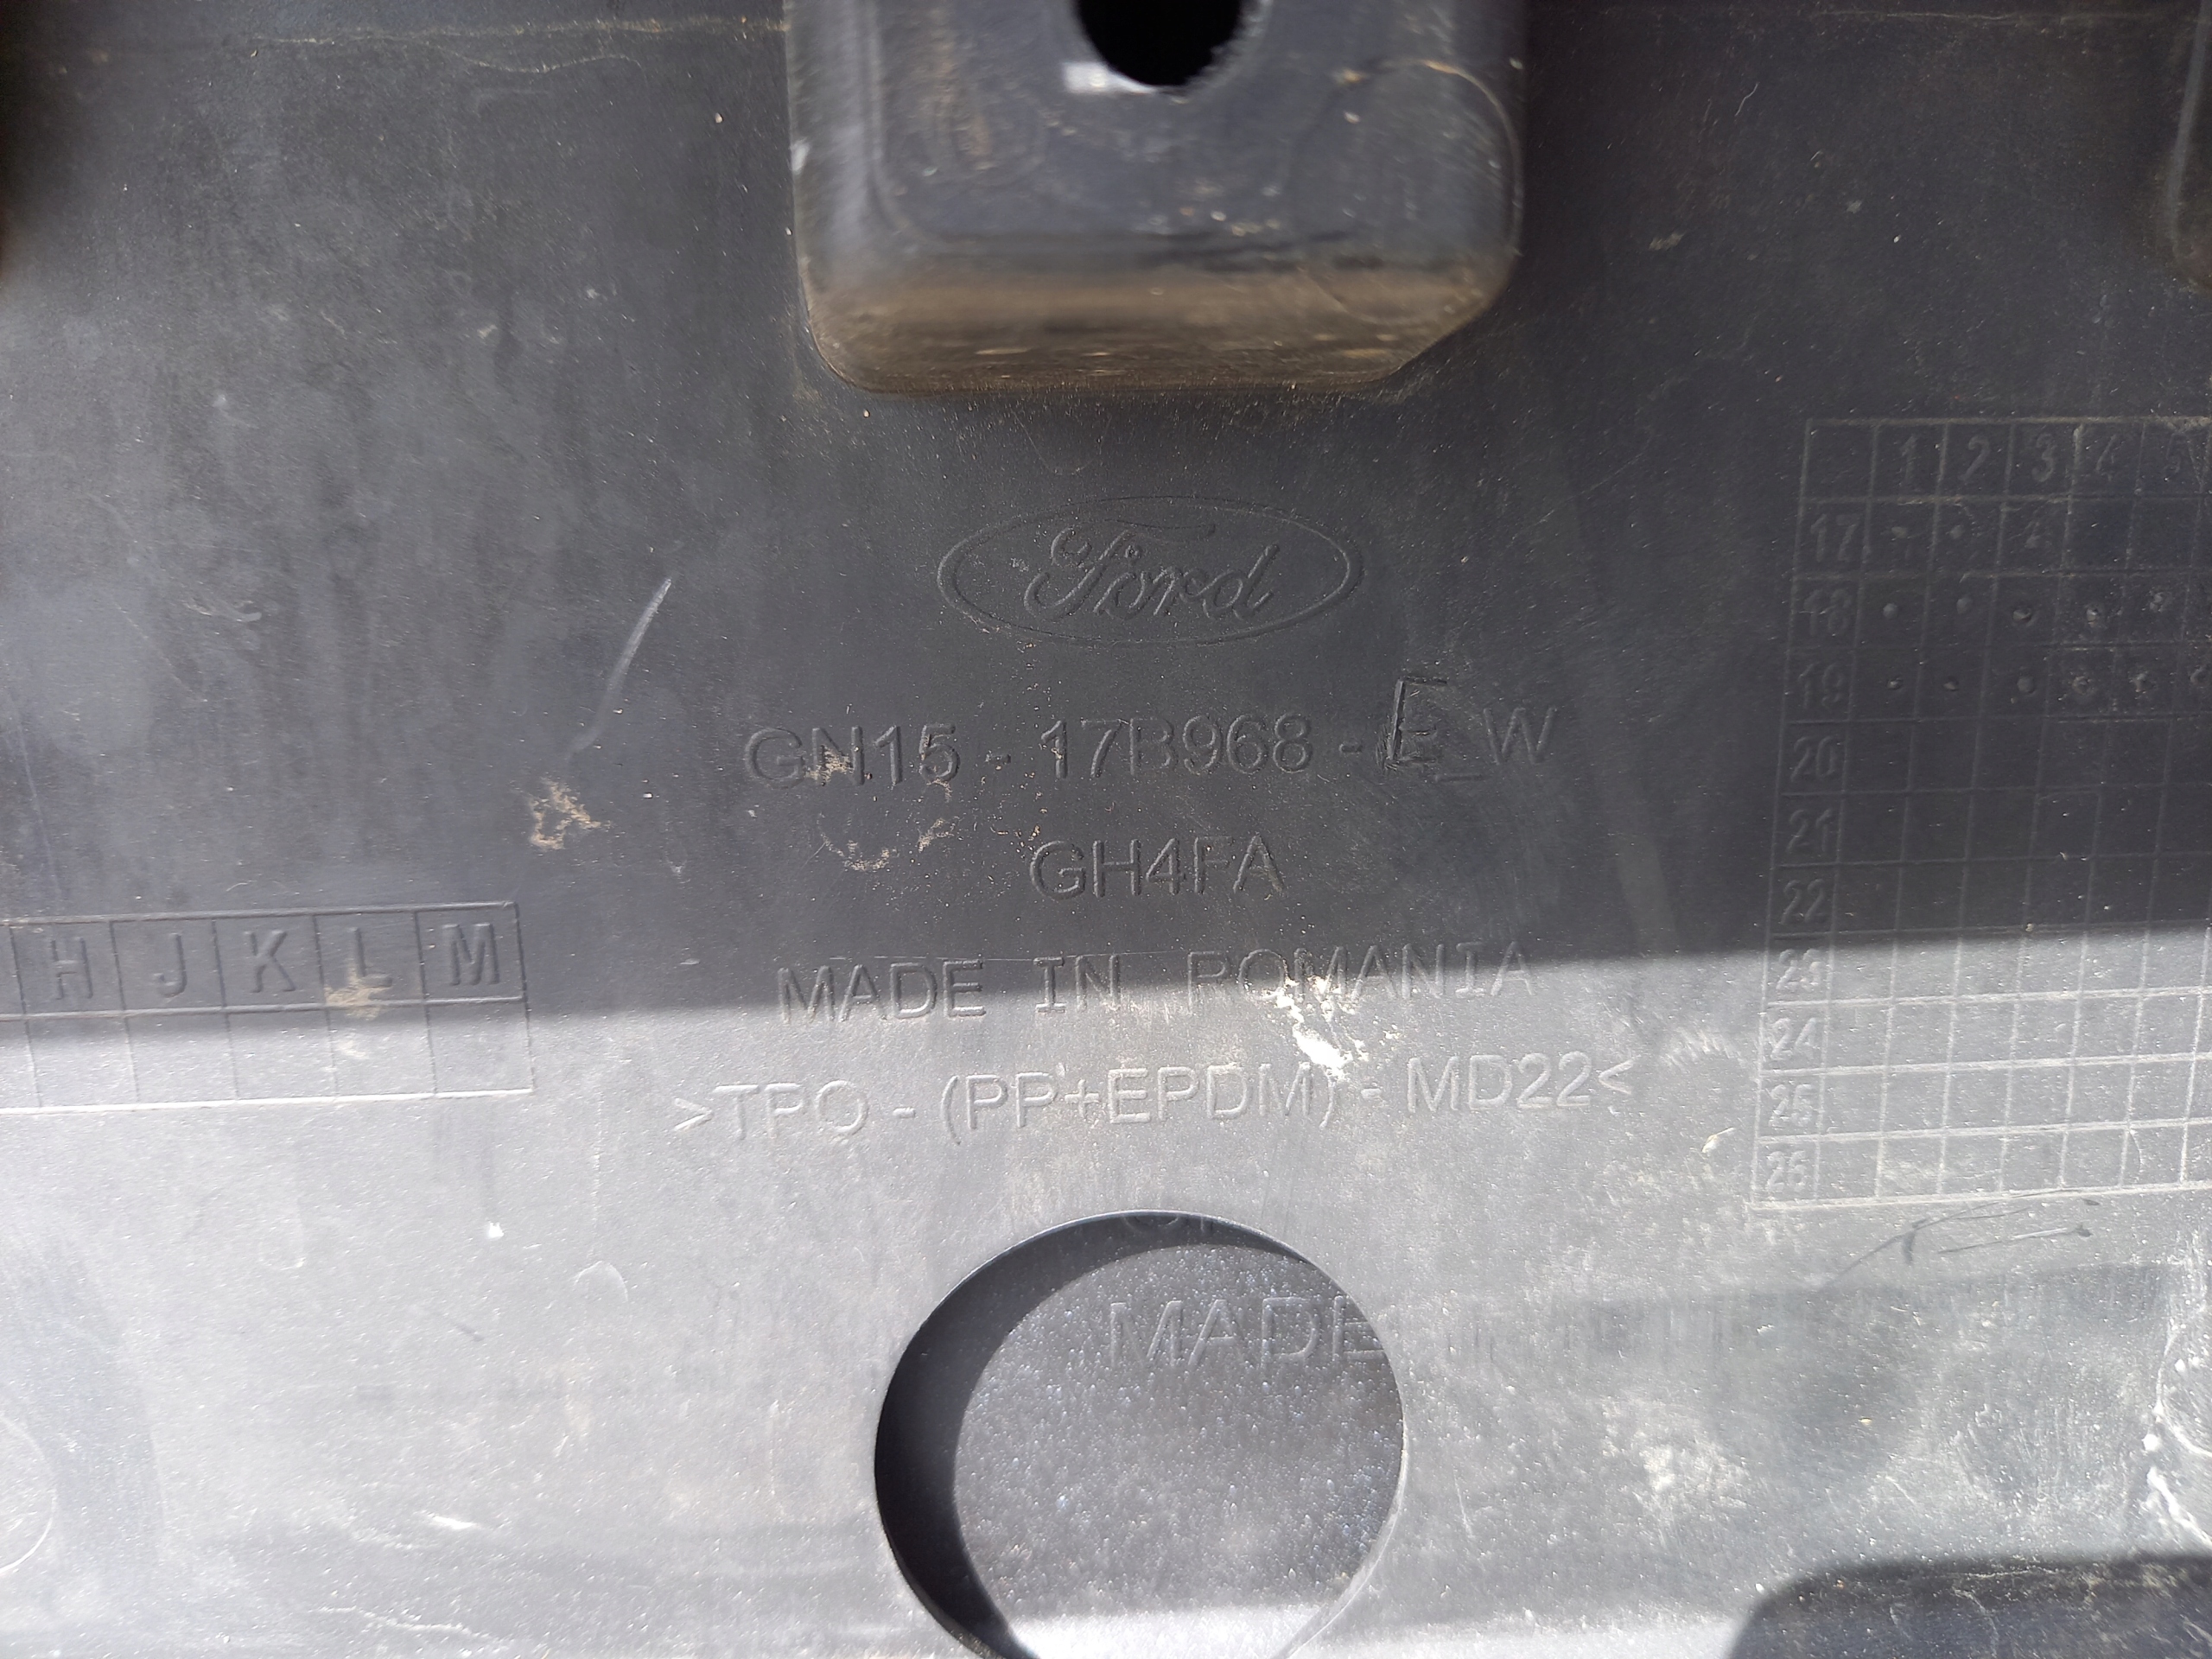 Ford
GN15 - 17B968 - E_W
GH4FA
MADE IN ROMANIA
>TPO - (PP+EPDM) - MD22<
MADE
H J K L M
1 2 3 4 5
17
18
19
20
21
22
23
24
25
26